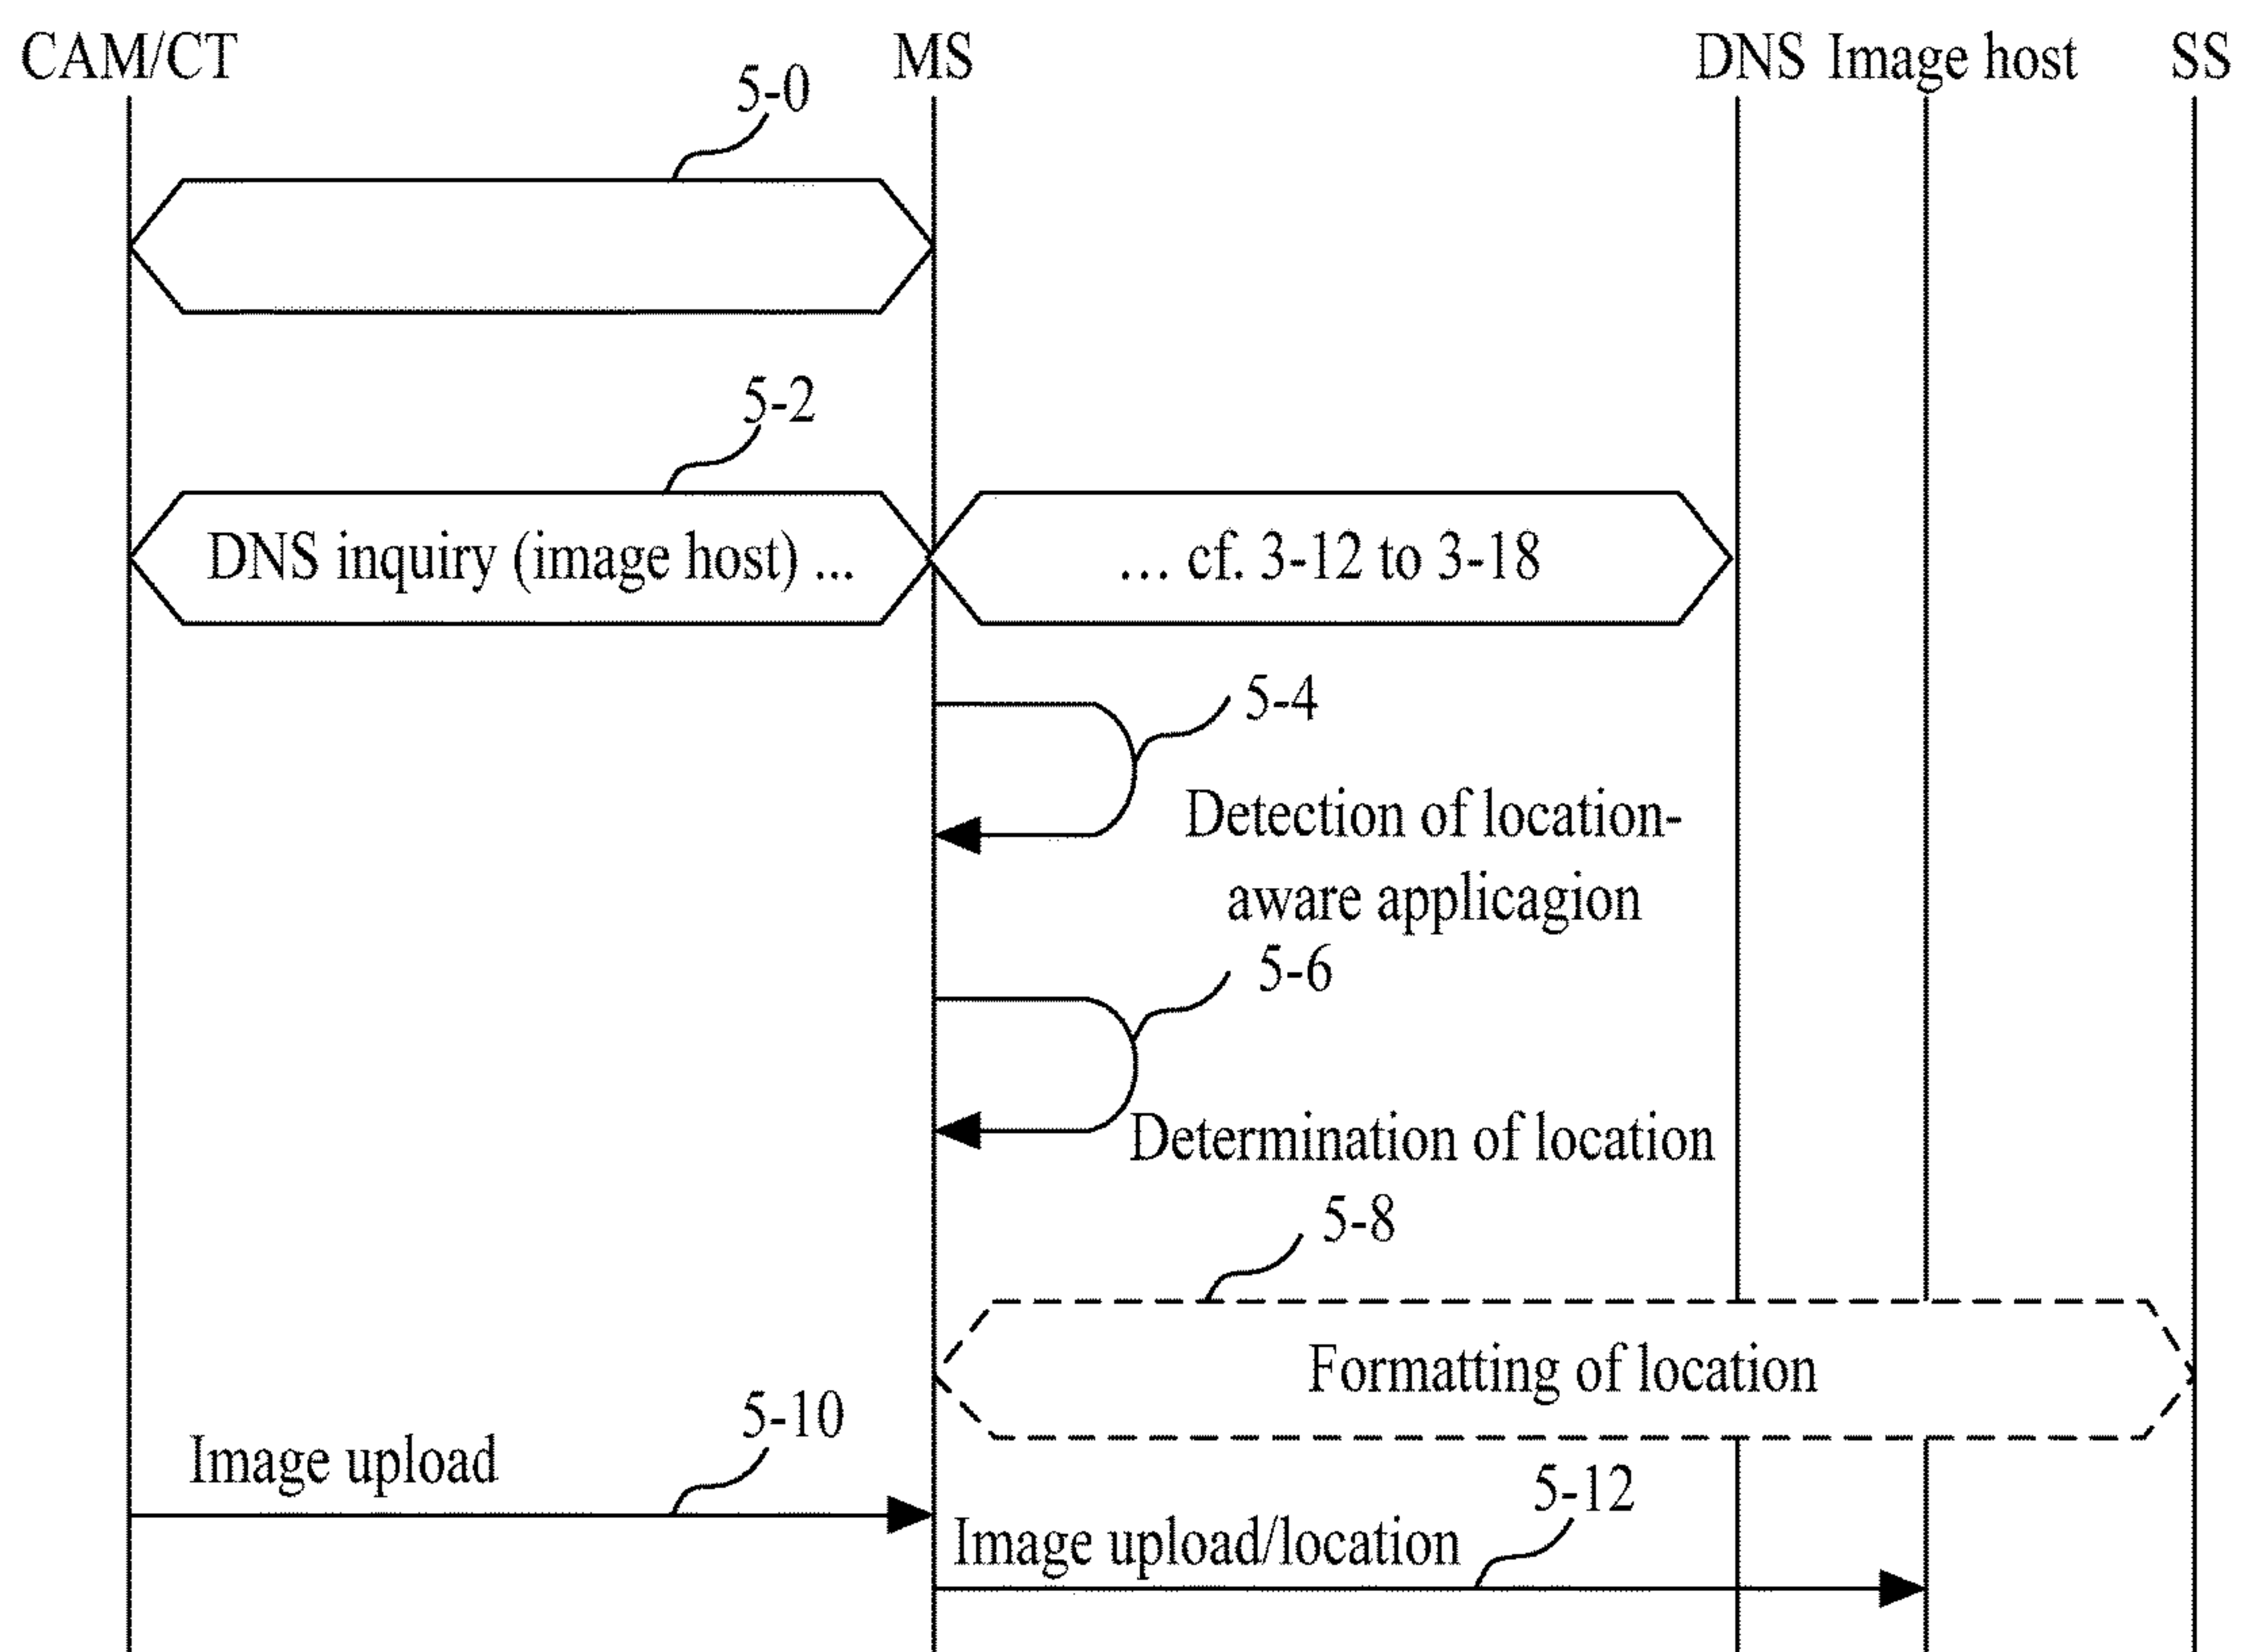 CAM/CT MS DNS Image host SS
5-0
5-2
DNS inquiry (image host) ... ... cf. 3-12 to 3-18
5-4
Detection of location-
aware applicagion
5-6
Determination of location
5-8
Formatting of location
5-10
Image upload
5-12
Image upload/location